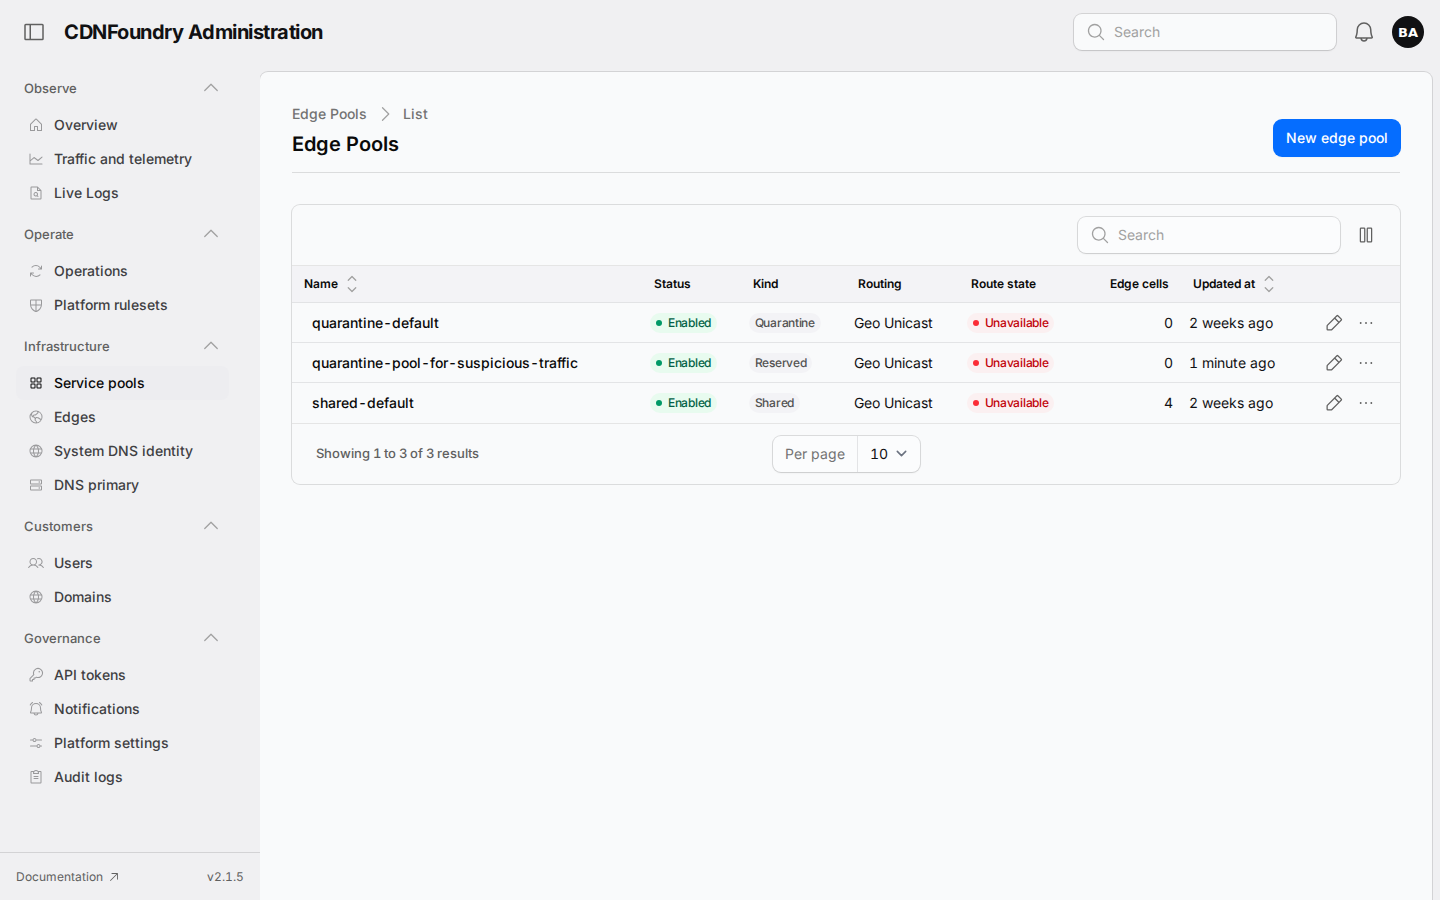 CDNFoundry Administration
Search
BA
Observe
Overview
Traffic and telemetry
Live Logs
Operate
Operations
Platform rulesets
Infrastructure
Service pools
Edges
System DNS identity
DNS primary
Customers
Users
Domains
Governance
API tokens
Notifications
Platform settings
Audit logs
Documentation v2.1.5
Edge Pools List
Edge Pools
New edge pool
Search
Name Status Kind Routing Route state Edge cells Updated at
quarantine-default Enabled Quarantine Geo Unicast Unavailable 0 2 weeks ago
quarantine-pool-for-suspicious-traffic Enabled Reserved Geo Unicast Unavailable 0 1 minute ago
shared-default Enabled Shared Geo Unicast Unavailable 4 2 weeks ago
Showing 1 to 3 of 3 results Per page 10